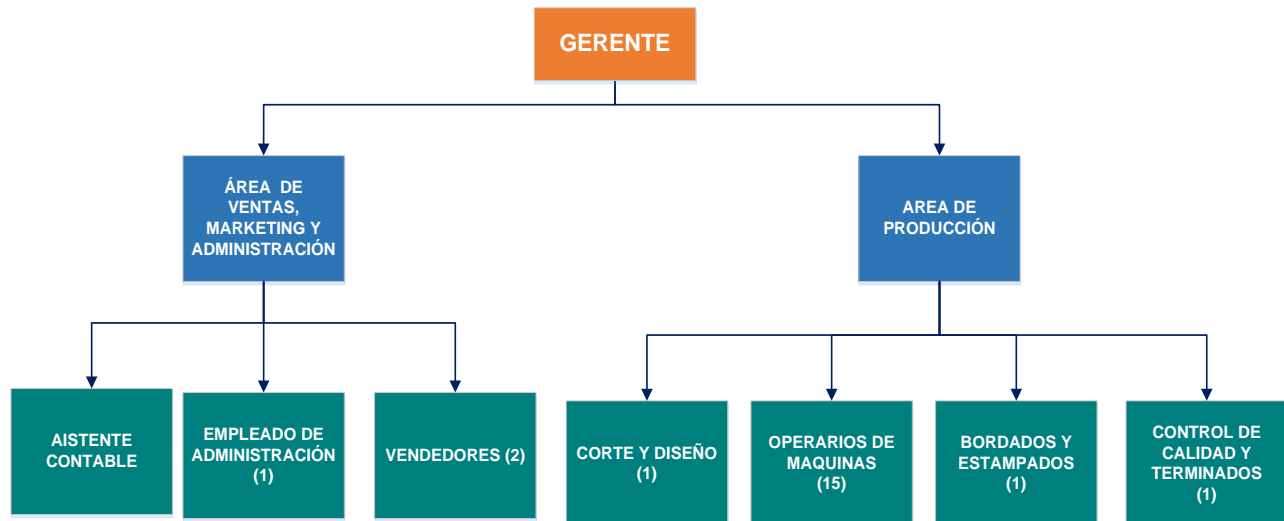 GERENTE
ÁREA DE
VENTAS,
MARKETING Y
ADMINISTRACIÓN
AREA DE
PRODUCCIÓN
AISTENTE
CONTABLE
EMPLEADO DE
ADMINISTRACIÓN
(1)
VENDEDORES (2)
CORTE Y DISEÑO
(1)
OPERARIOS DE
MAQUINAS
(15)
BORDADOS Y
ESTAMPADOS
(1)
CONTROL DE
CALIDAD Y
TERMINADOS
(1)